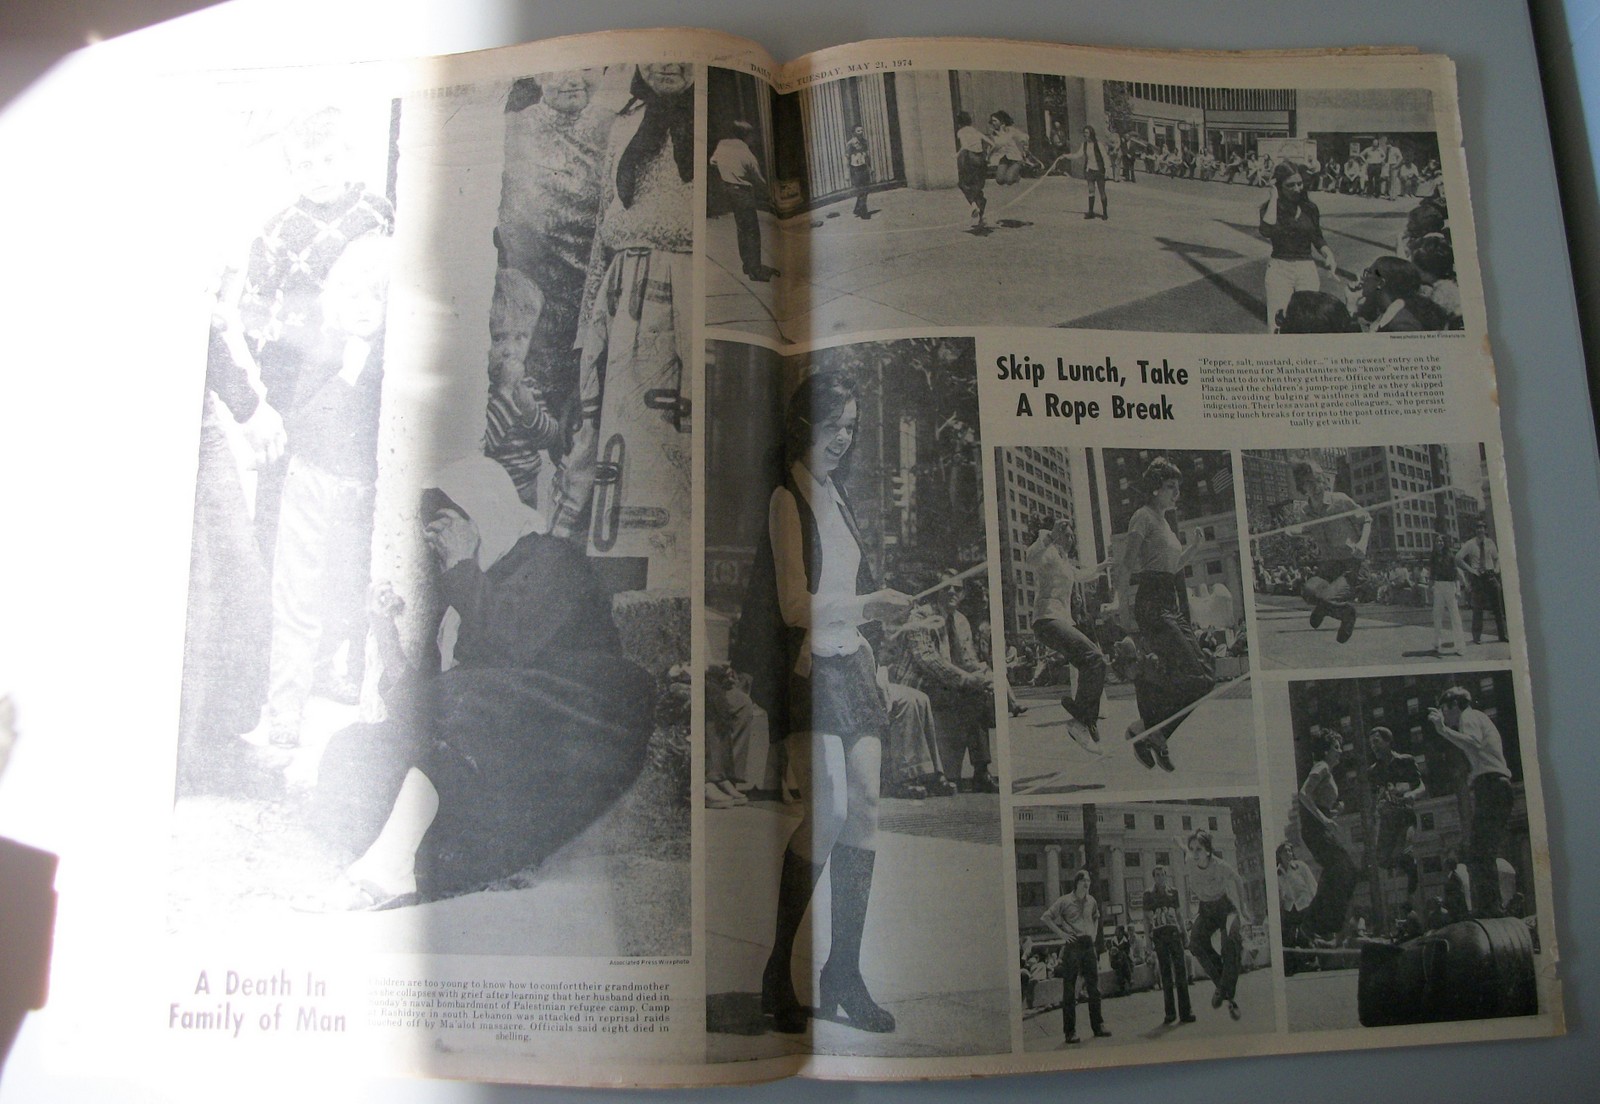 DAILY NEWS, TUESDAY, MAY 21, 1974
Newsphoto by Mel Finkelstein
Skip Lunch, Take
A Rope Break
"Pepper, salt, mustard, cider..." is the newest entry on the
luncheon menu for Manhattanites who "know" where to go
and what to do when they get there. Office workers at Penn
Plaza used the children's jump-rope jingle as they skipped
lunch, avoiding bulging waistlines and midafternoon
indigestion. Their less avant garde colleagues, who persist
in using lunch breaks for trips to the post office, may even-
tually get with it.
Associated Press Wirephoto
A Death In
Family of Man
Children are too young to know how to comfort their grandmother
as she collapses with grief after learning that her husband died in
Sunday's naval bombardment of Palestinian refugee camp. Camp
at Rashidiye in south Lebanon was attacked in reprisal raids
touched off by Ma'alot massacre. Officials said eight died in
shelling.